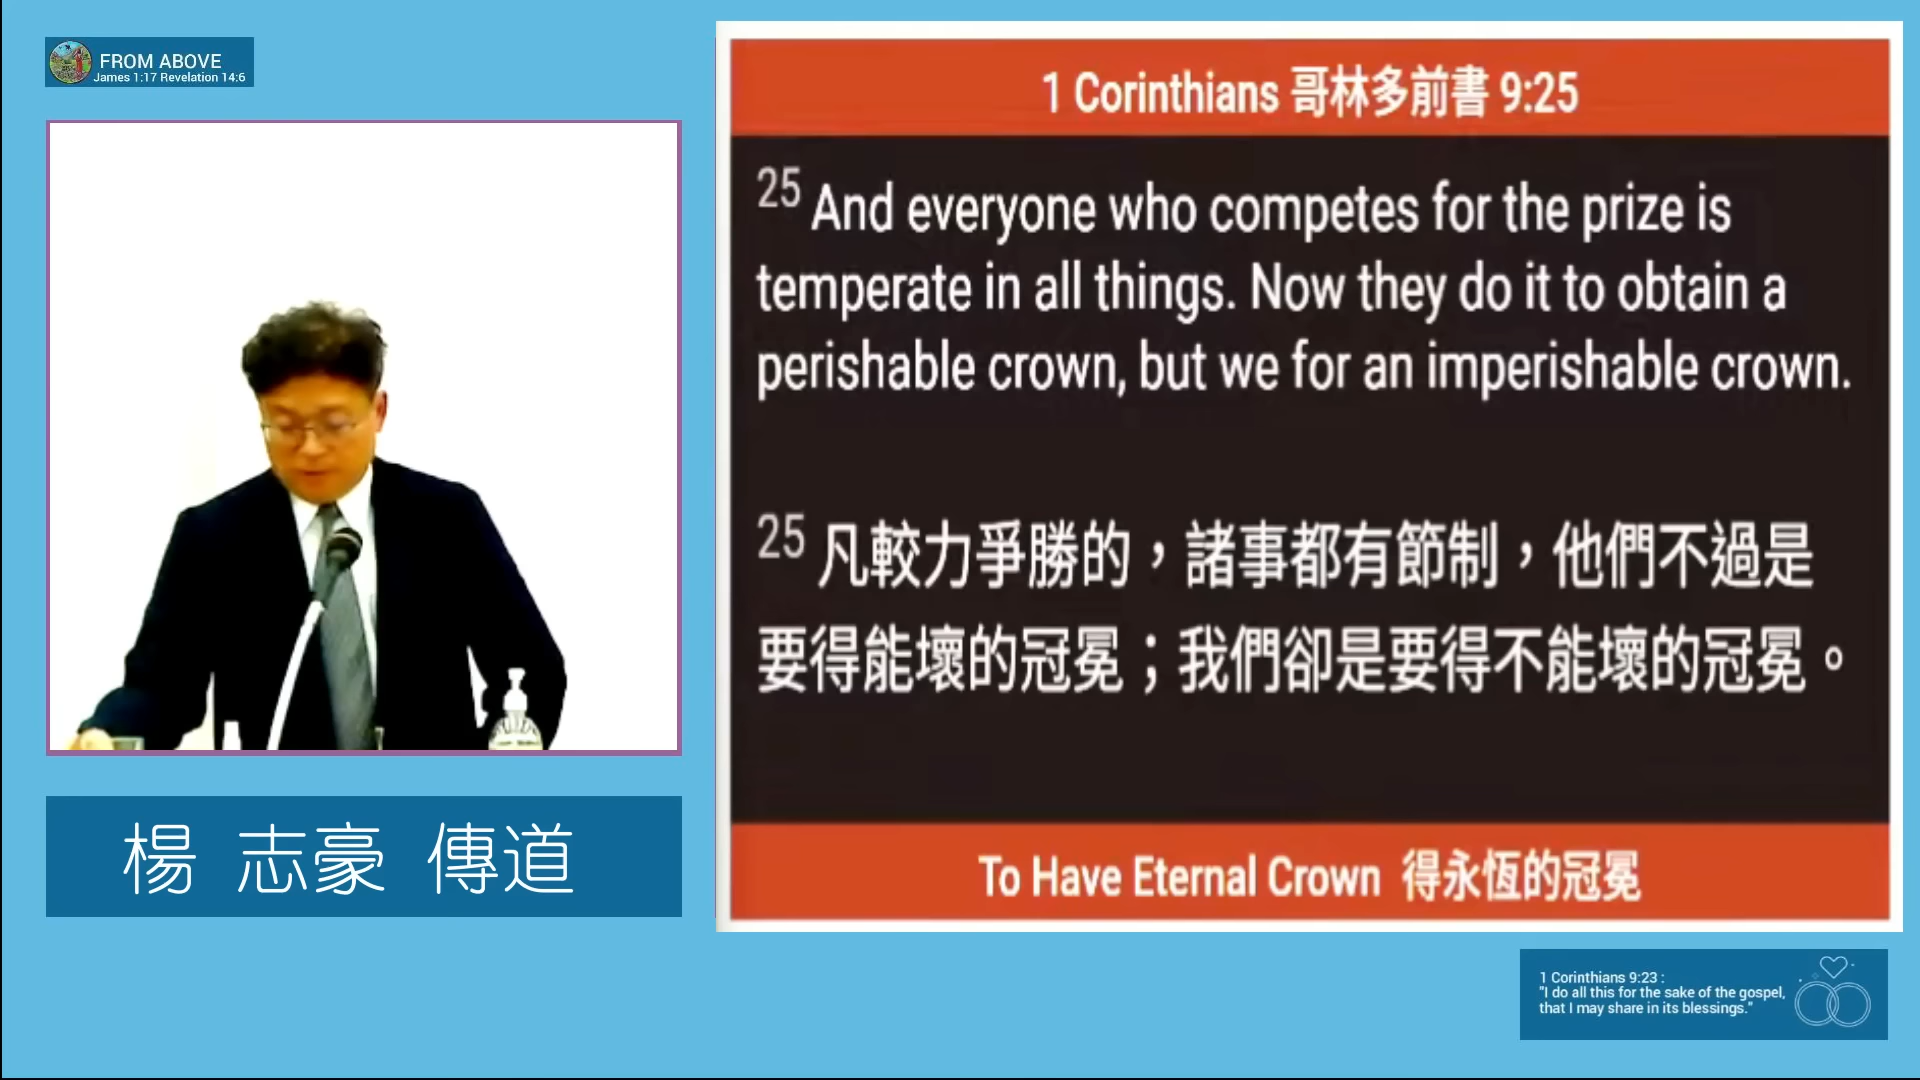 FROM ABOVE
James 1:17 Revelation 14:6
楊 志豪 傳道
1 Corinthians 哥林多前書 9:25
25 And everyone who competes for the prize is
temperate in all things. Now they do it to obtain a
perishable crown, but we for an imperishable crown.
25 凡較力爭勝的，諸事都有節制，他們不過是
要得能壞的冠冕；我們卻是要得不能壞的冠冕。
To Have Eternal Crown 得永恆的冠冕
1 Corinthians 9:23 :
"I do all this for the sake of the gospel,
that I may share in its blessings."